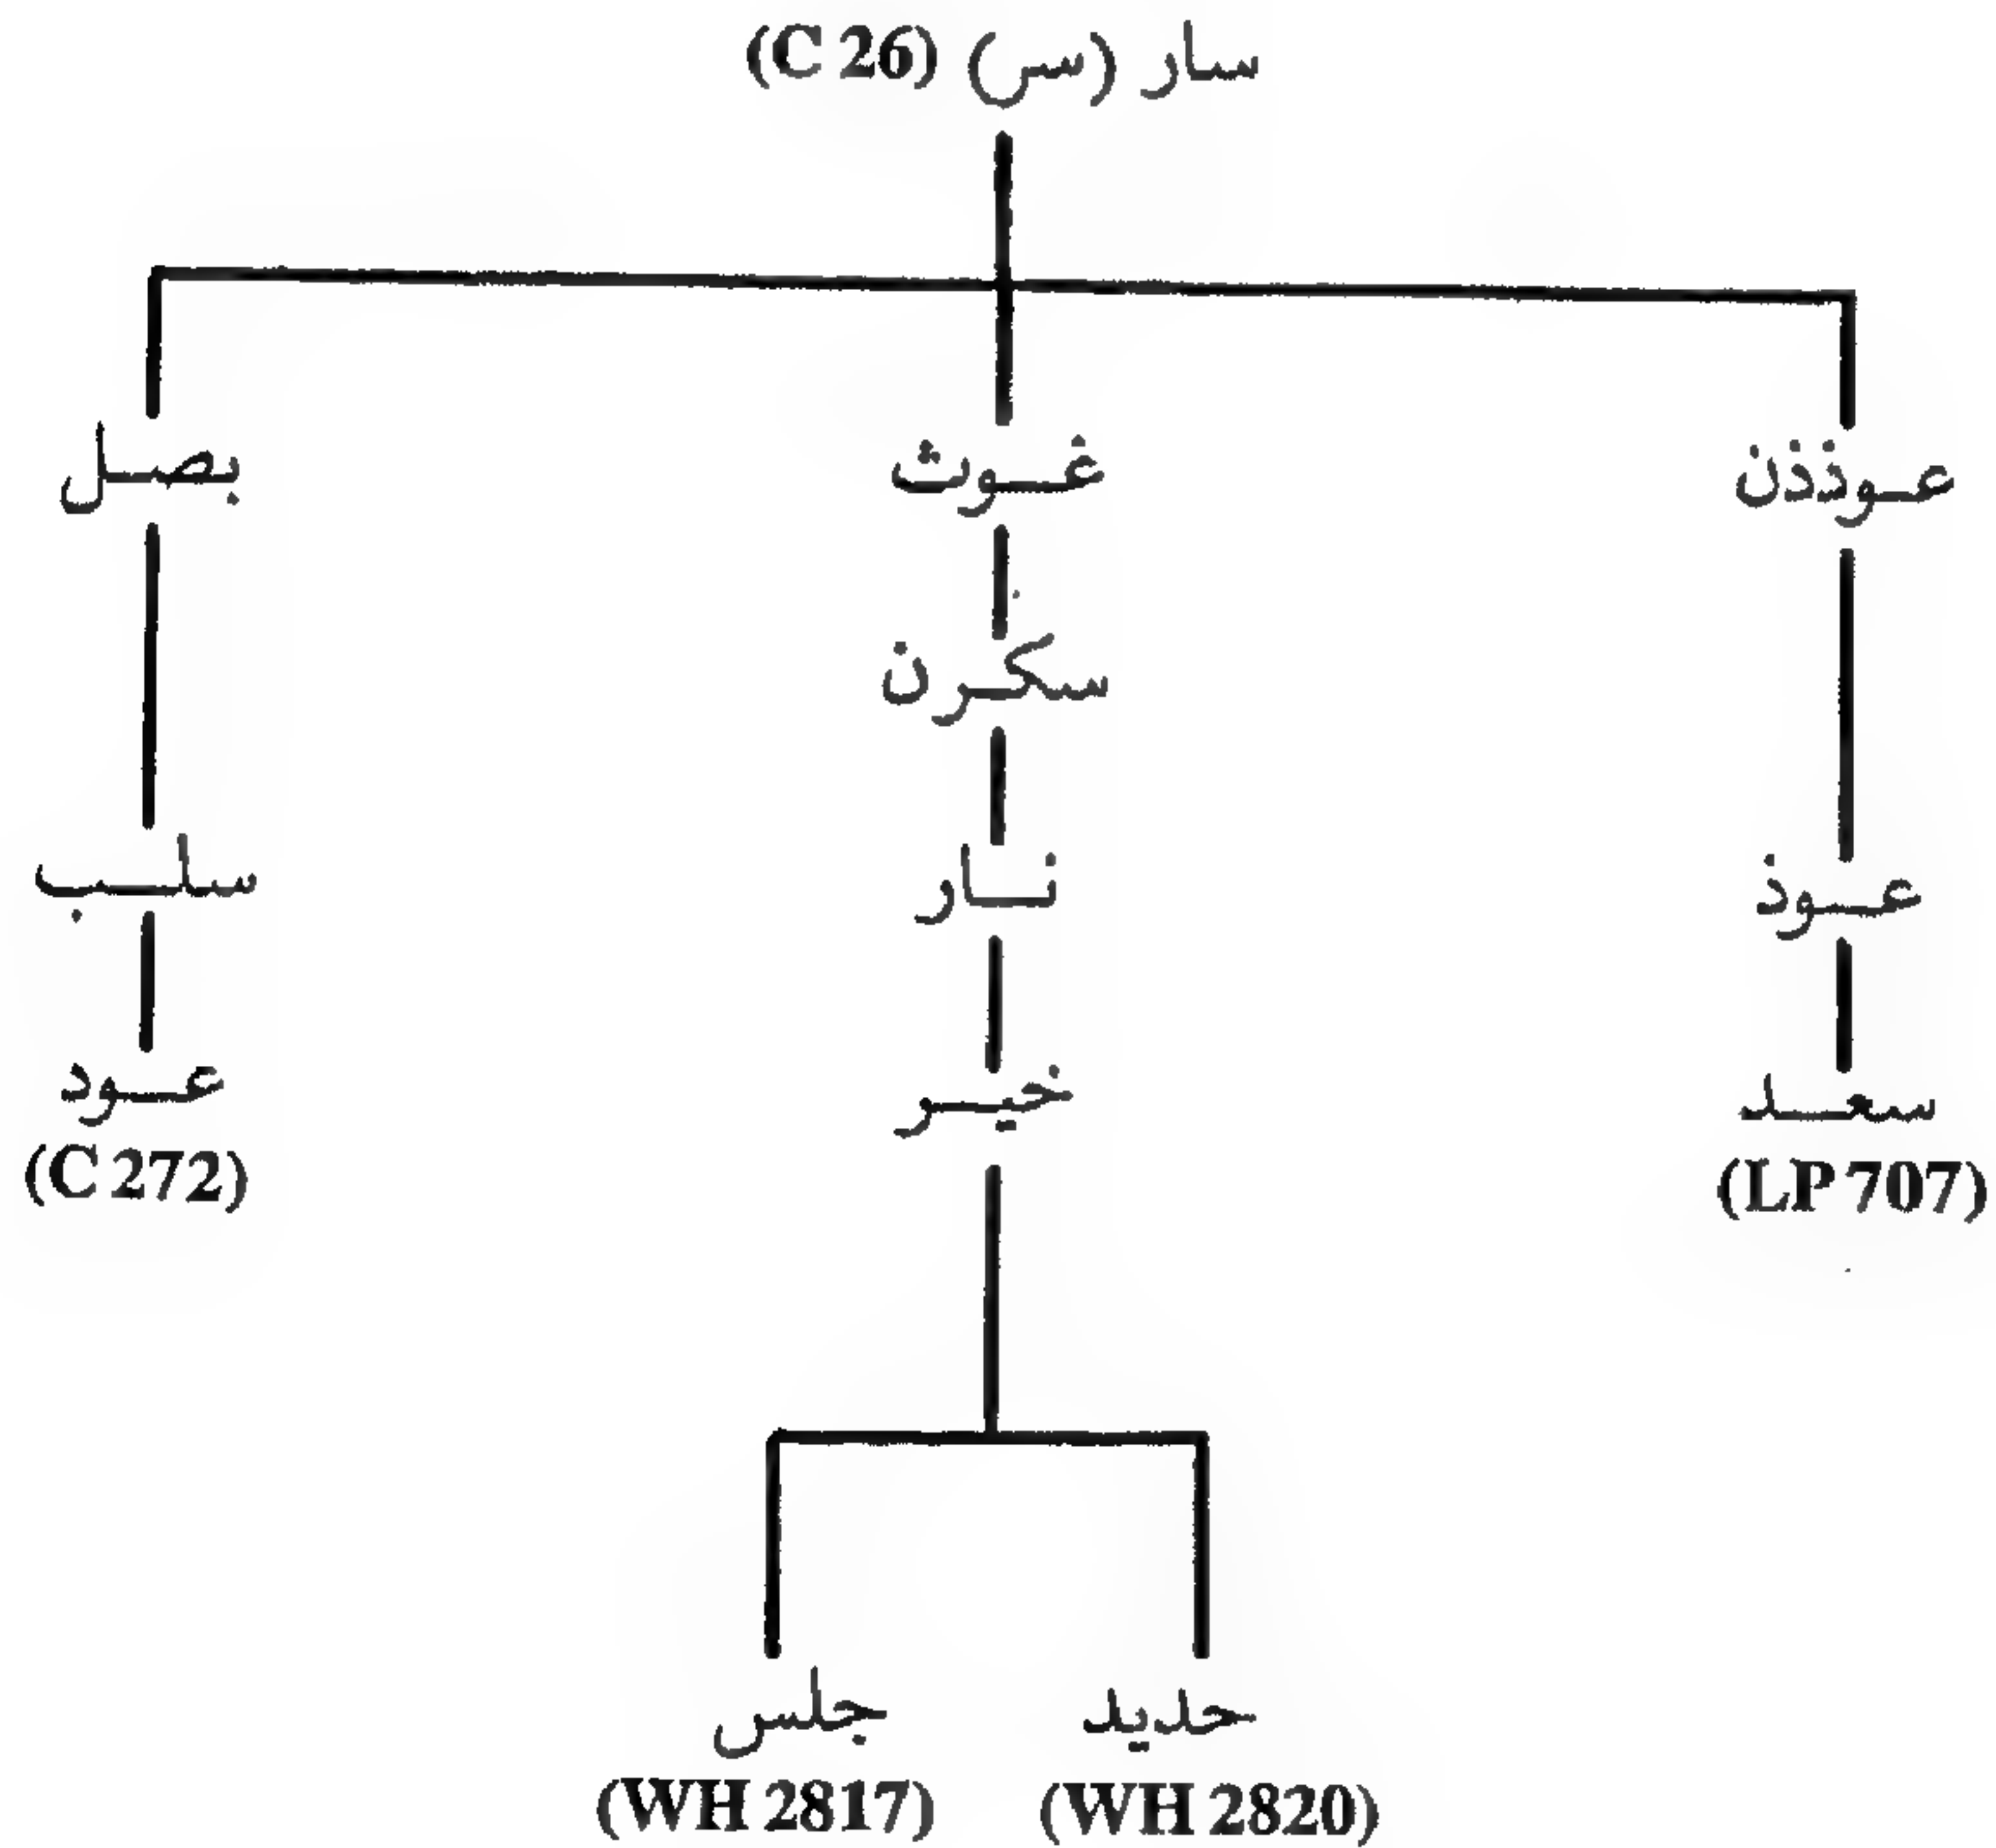 سار (س) (C 26)
عوذذن غوث بصل
سكرن
عوذ نار سلب
سعد خير عود
(LP 707) (C 272)
حديد جلس
(WH 2820) (WH 2817)